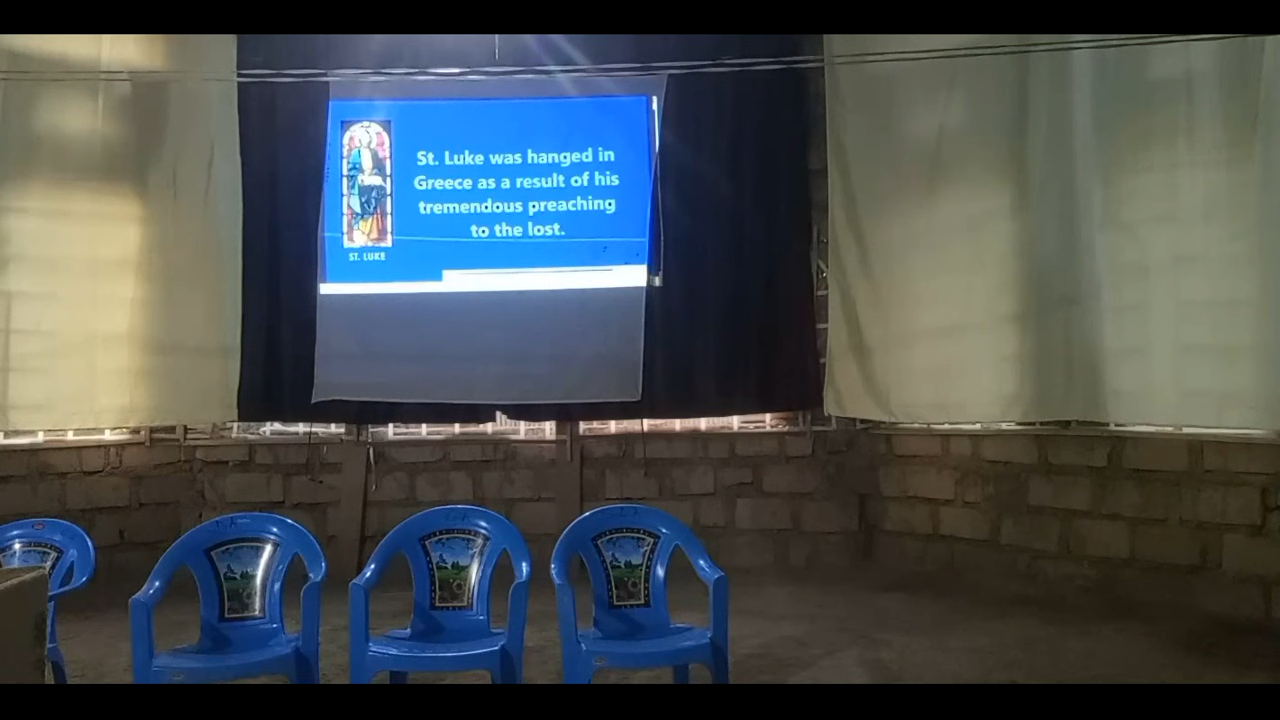 St. Luke was hanged in
Greece as a result of his
tremendous preaching
to the lost.
ST. LUKE